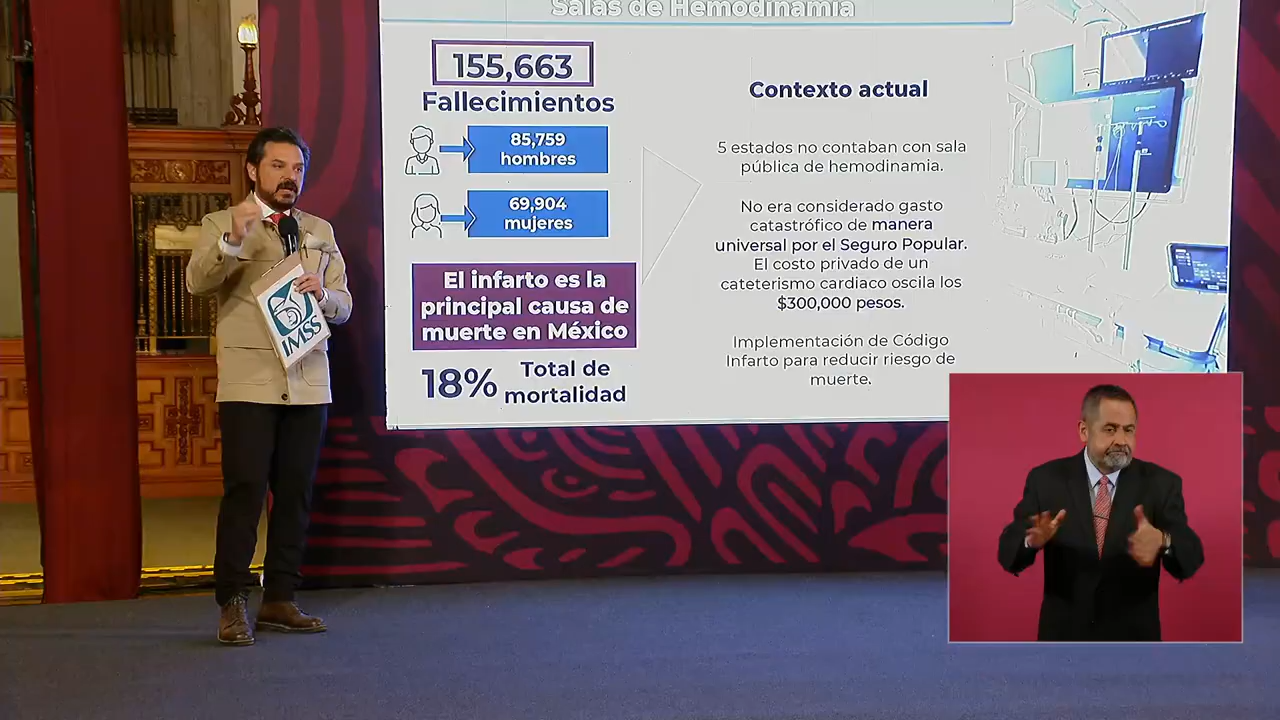 Salas de Hemodinamia
155,663
Fallecimientos
85,759
hombres
69,904
mujeres
El infarto es la
principal causa de
muerte en México
18%
Total de
mortalidad
Contexto actual
5 estados no contaban con sala
pública de hemodinamia.
No era considerado gasto
catastrófico de manera
universal por el Seguro Popular.
El costo privado de un
cateterismo cardiaco oscila los
$300,000 pesos.
Implementación de Código
Infarto para reducir riesgo de
muerte.
IMSS